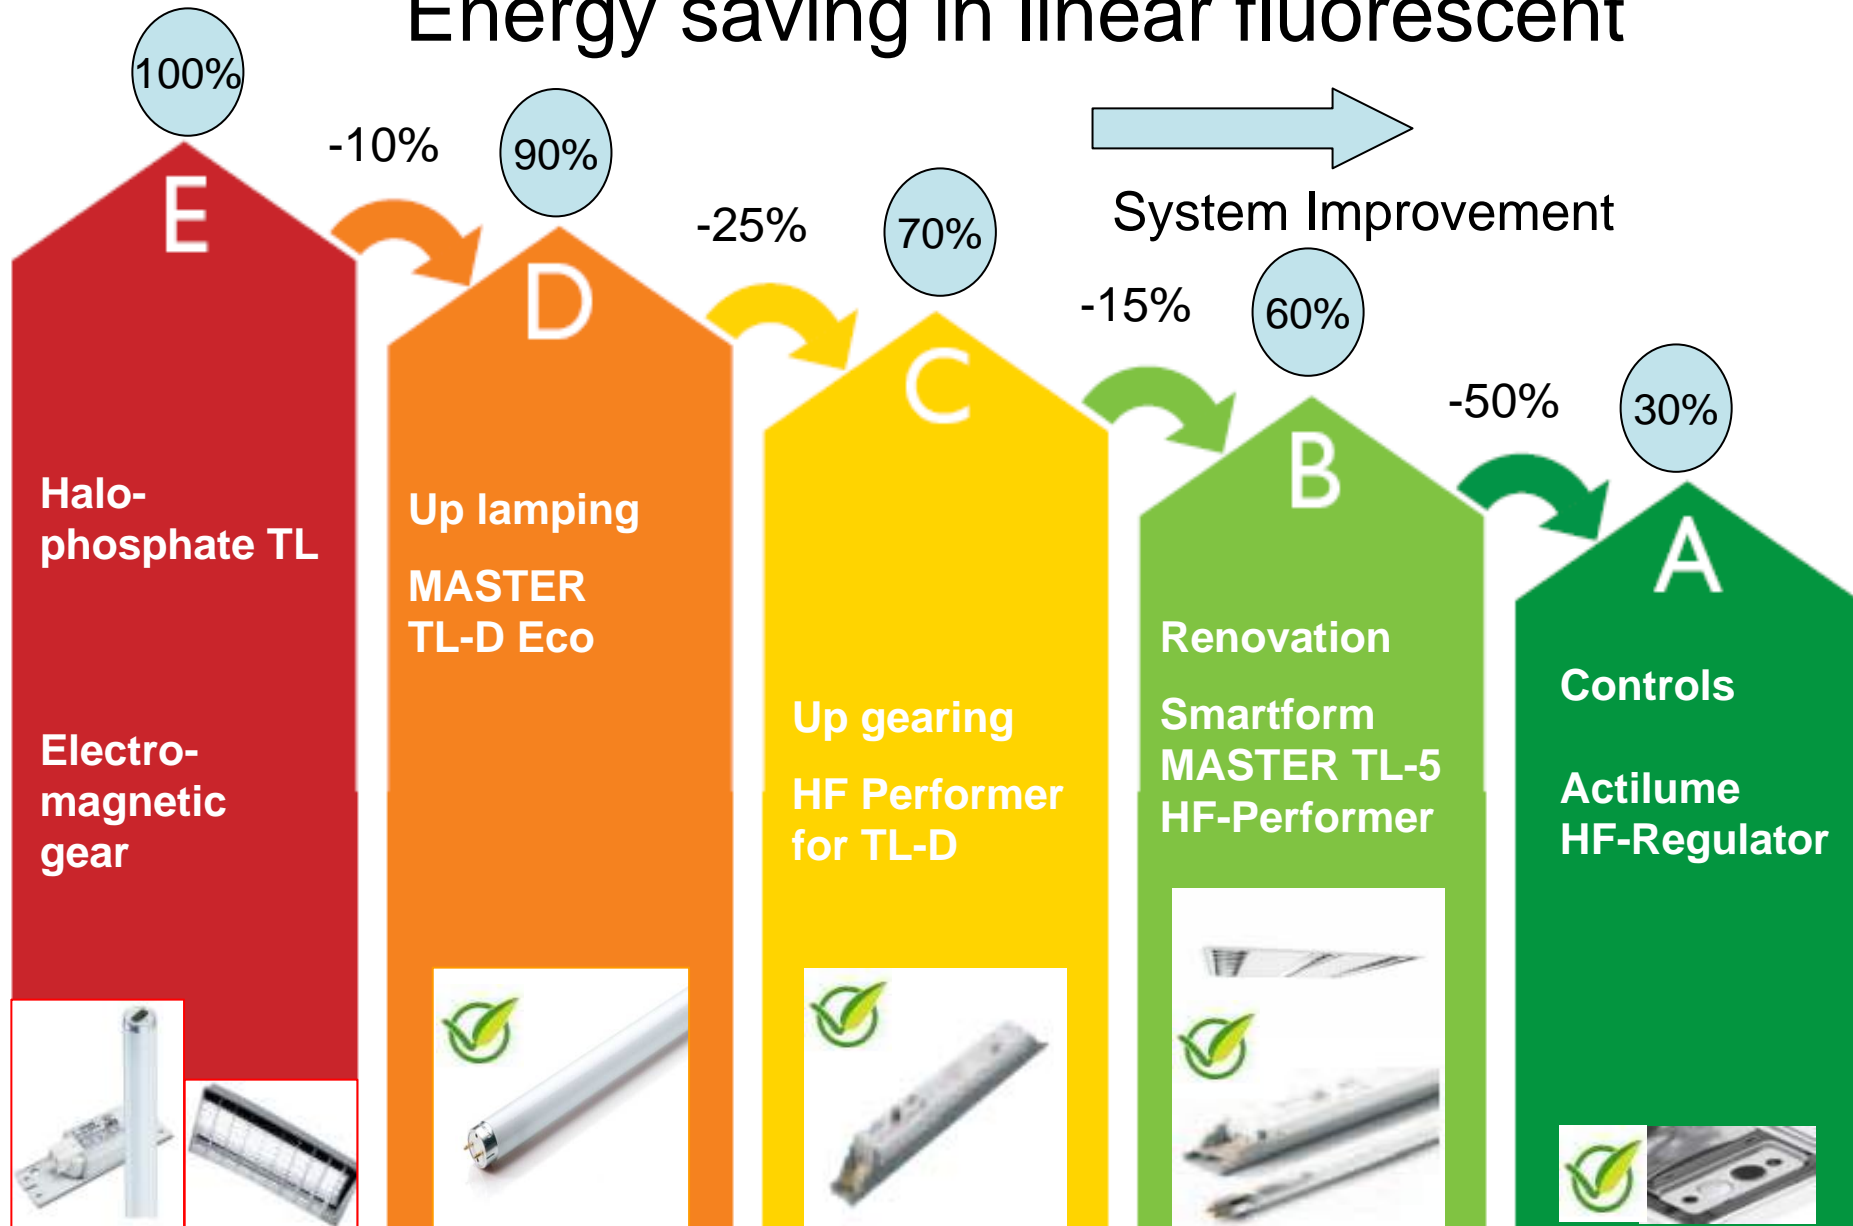 Energy saving in linear fluorescent
100%
-10%
90%
-25%
70%
System Improvement
-15%
60%
-50%
30%
E
D
C
B
A
Halo-
phosphate TL
Electro-
magnetic
gear
Up lamping
MASTER
TL-D Eco
Up gearing
HF Performer
for TL-D
Renovation
Smartform
MASTER TL-5
HF-Performer
Controls
Actilume
HF-Regulator